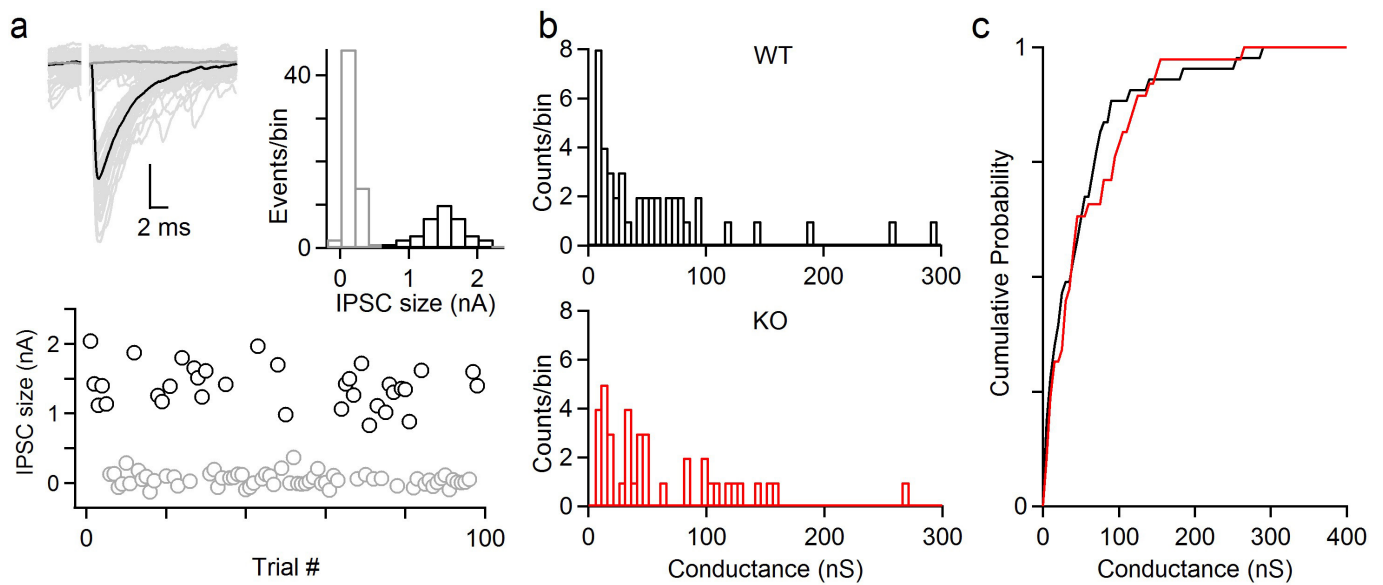 a
2 ms
Events/bin
40
0
0
1
2
IPSC size (nA)
IPSC size (nA)
2
1
0
0
100
Trial #
b
WT
Counts/bin
8
6
4
2
0
0
100
200
300
KO
Counts/bin
8
6
4
2
0
0
100
200
300
Conductance (nS)
c
Cumulative Probability
1
0
0
100
200
300
400
Conductance (nS)